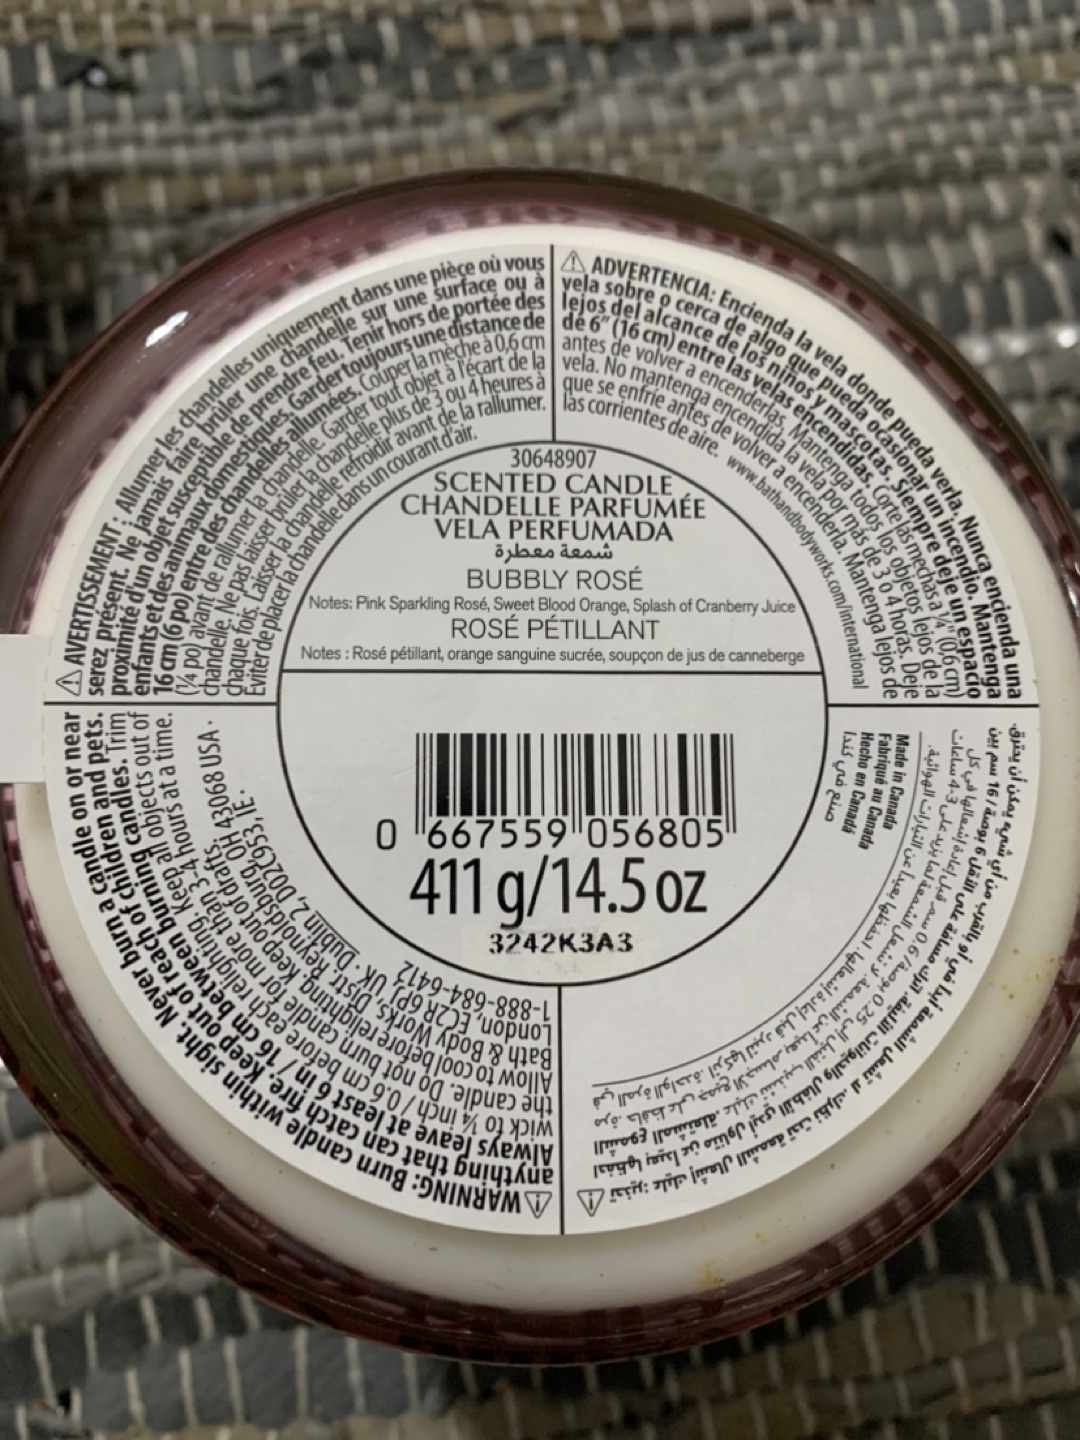 ⚠ AVERTISSEMENT : Allumer les chandelles uniquement dans une pièce où vous
serez présent. Ne jamais faire brûler une chandelle sur une surface ou à
proximité d'un objet susceptible de prendre feu. Tenir hors de portée des
enfants et des animaux domestiques. Garder toujours une distance de
16 cm (6 po) entre des chandelles allumées. Couper la mèche à 0,6 cm
(¼ po) avant de rallumer la chandelle. Garder tout objet à l'écart de la
chandelle. Ne pas laisser brûler la chandelle plus de 3 ou 4 heures à
chaque fois. Laisser la chandelle refroidir avant de la rallumer.
Éviter de placer la chandelle dans un courant d'air.
⚠ ADVERTENCIA: Encienda la vela donde pueda verla. Nunca encienda una
vela sobre o cerca de algo que pueda ocasionar un incendio. Mantenga
lejos del alcance de los niños y mascotas. Siempre deje un espacio
de 6" (16 cm) entre las velas encendidas. Corte las mechas a ¼" (0,6 cm)
antes de volver a encenderlas. Mantenga todos los objetos lejos de la
vela. No mantenga encendida la vela por más de 3 o 4 horas. Deje
que se enfríe antes de volver a encenderla. Mantenga lejos de
las corrientes de aire. www.bathandbodyworks.com/international
30648907
SCENTED CANDLE
CHANDELLE PARFUMÉE
VELA PERFUMADA
شمعة معطرة
BUBBLY ROSÉ
Notes: Pink Sparkling Rosé, Sweet Blood Orange, Splash of Cranberry Juice
ROSÉ PÉTILLANT
Notes : Rosé pétillant, orange sanguine sucrée, soupçon de jus de canneberge
0 667559 056805
411 g/14.5 oz
3242K3A3
⚠ WARNING: Burn candle within sight. Never burn a candle on or near
anything that can catch fire. Keep out of reach of children and pets.
Always leave at least 6 in / 16 cm between burning candles. Trim
wick to ¼ inch / 0.6 cm before each relighting. Keep all objects out of
the candle. Do not burn candle for more than 3-4 hours at a time.
Allow to cool before relighting. Keep out of drafts.
Bath & Body Works, Distr. Reynoldsburg, OH 43068 USA ·
London, EC2R 6PJ, UK · Dublin 2, D02C953, IE ·
1-888-684-6412
Made in Canada
Fabriqué au Canada
Hecho en Canadá
صنع في كندا